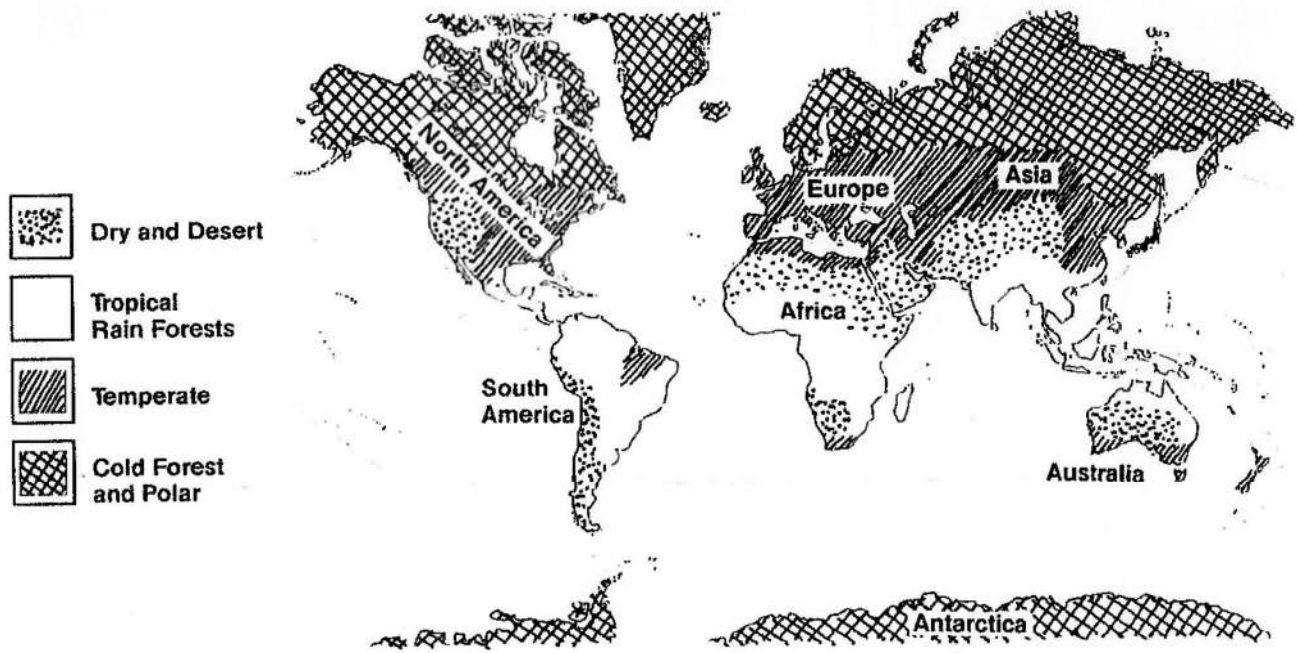 Dry and Desert
Tropical
Rain Forests
Temperate
Cold Forest
and Polar
North America
South
America
Europe
Asia
Africa
Australia
Antarctica